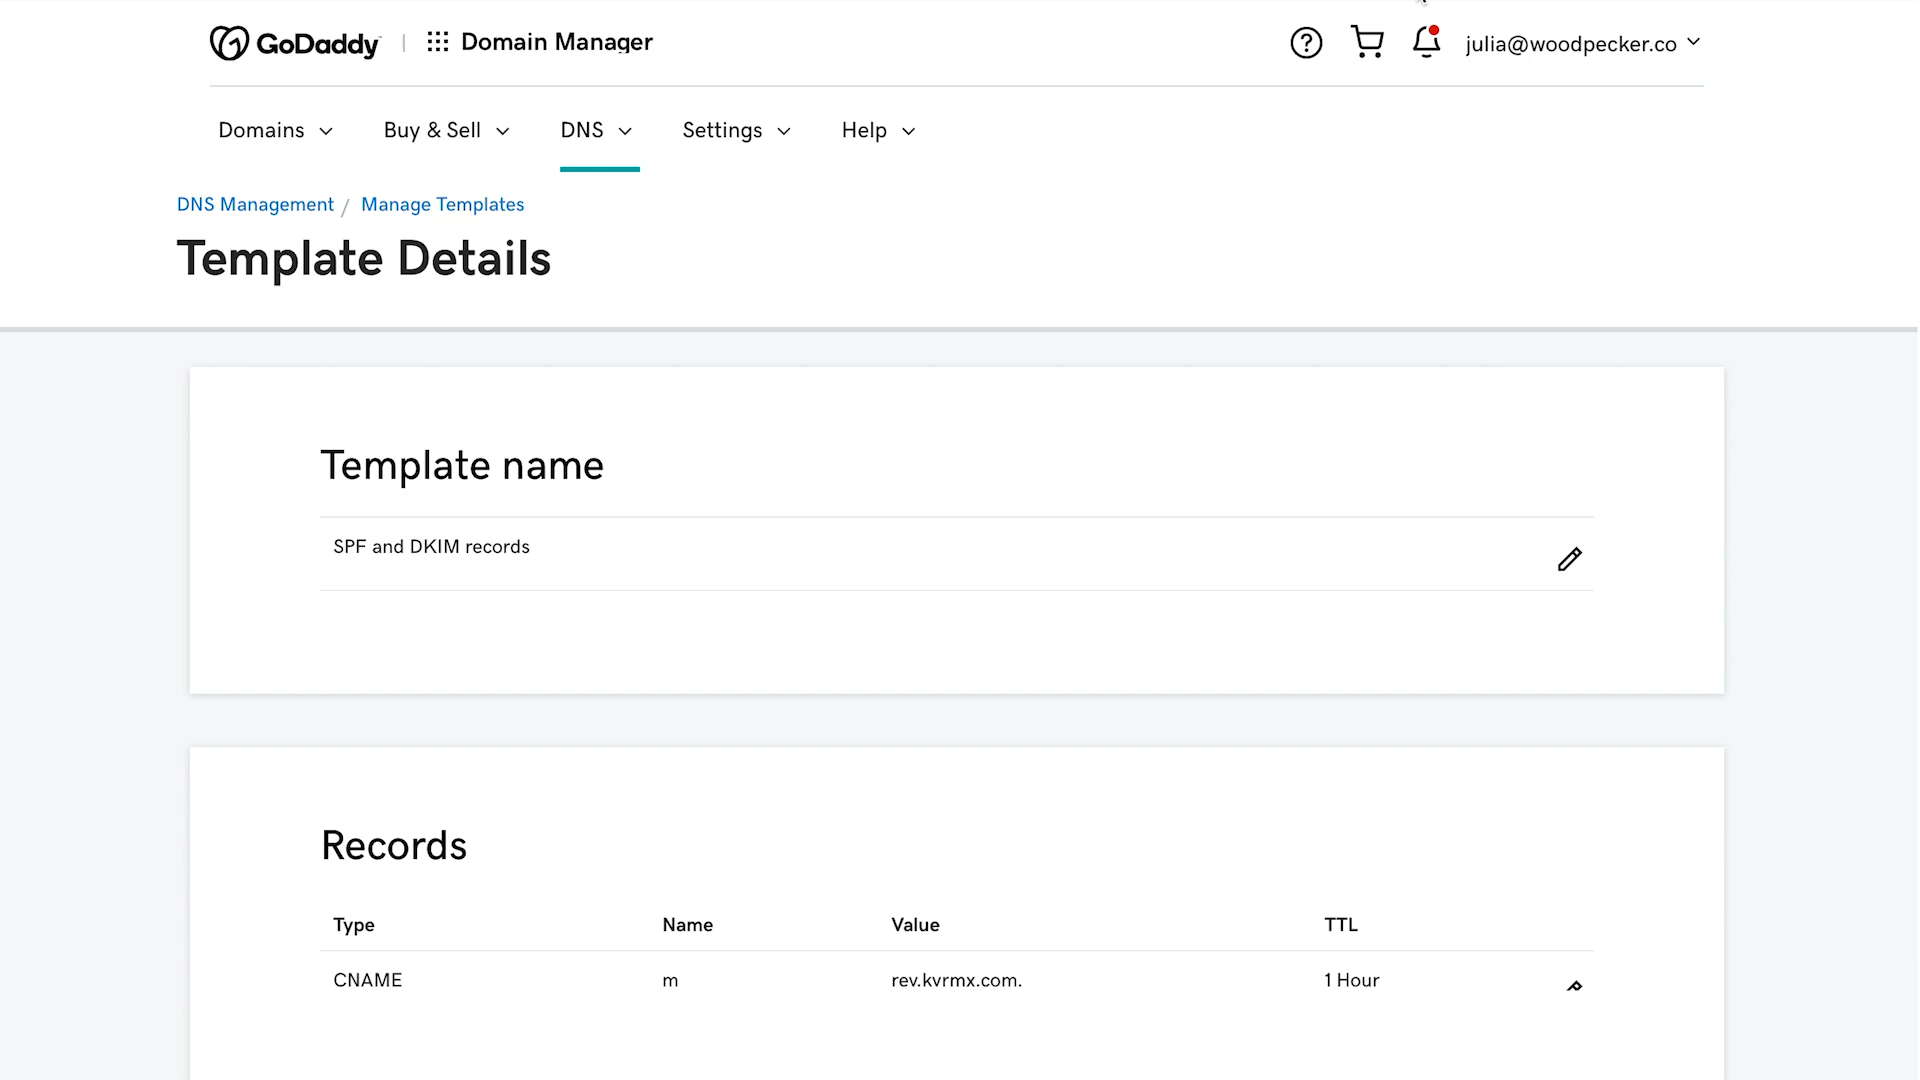 GoDaddy | Domain Manager julia@woodpecker.co
Domains Buy & Sell DNS Settings Help
DNS Management / Manage Templates
Template Details
Template name
SPF and DKIM records
Records
Type Name Value TTL
CNAME m rev.kvrmx.com. 1 Hour